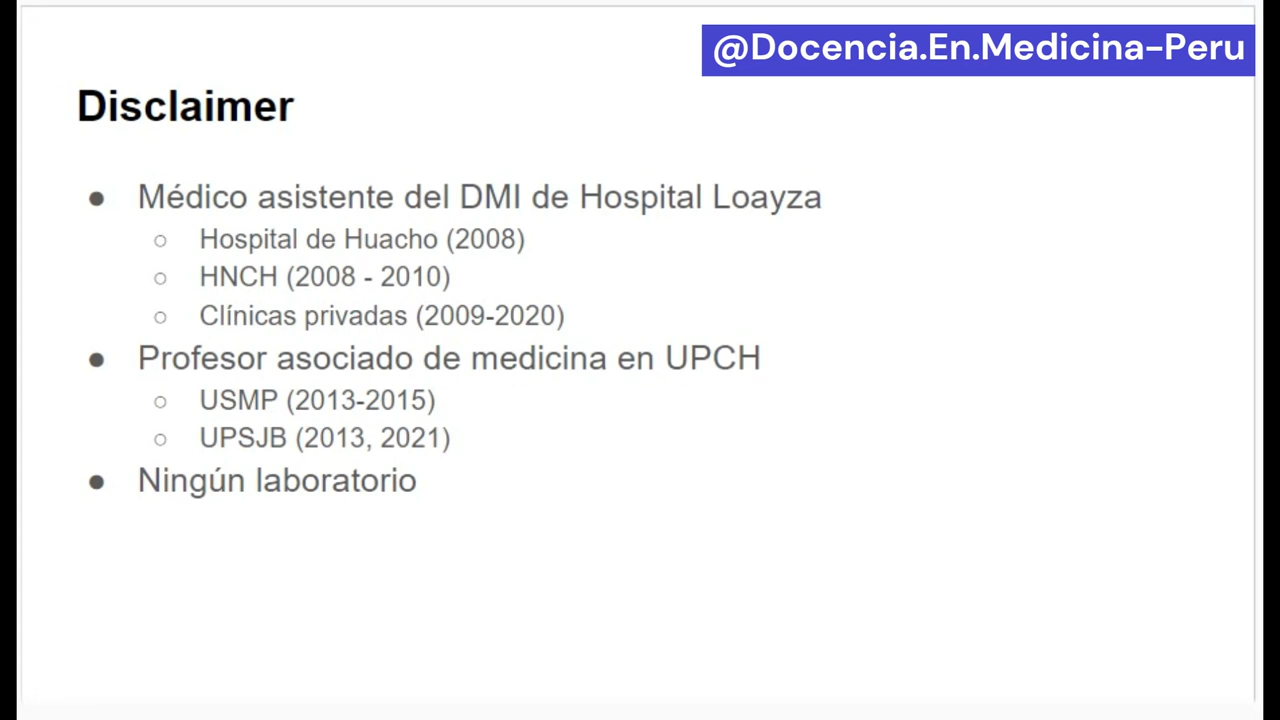 @Docencia.En.Medicina-Peru
Disclaimer
● Médico asistente del DMI de Hospital Loayza
○ Hospital de Huacho (2008)
○ HNCH (2008 - 2010)
○ Clínicas privadas (2009-2020)
● Profesor asociado de medicina en UPCH
○ USMP (2013-2015)
○ UPSJB (2013, 2021)
● Ningún laboratorio